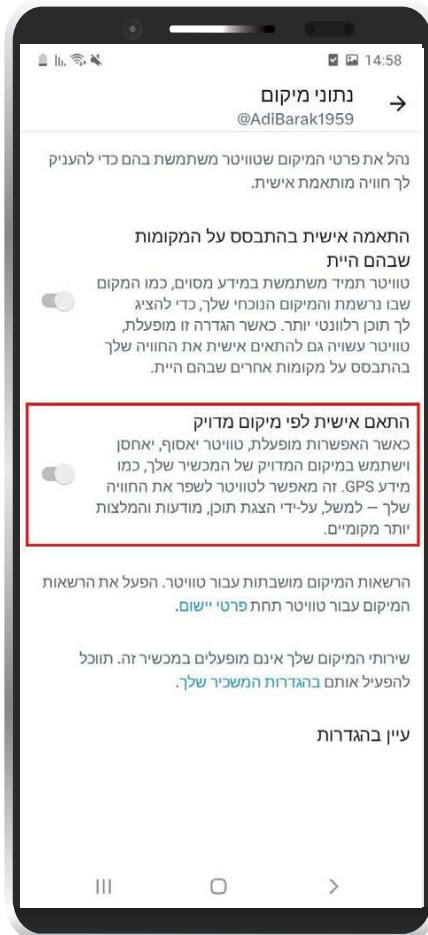 14:58
נתוני מיקום
@AdiBarak1959
נהל את פרטי המיקום שטוויטר משתמשת בהם כדי להעניק
לך חוויה מותאמת אישית.
התאמה אישית בהתבסס על המקומות
שבהם היית
טוויטר תמיד משתמשת במידע מסוים, כמו המקום
שבו נרשמת והמיקום הנוכחי שלך, כדי להציג
לך תוכן רלוונטי יותר. כאשר הגדרה זו מופעלת,
טוויטר עשויה גם להתאים אישית את החוויה שלך
בהתבסס על מקומות אחרים שבהם היית.
התאם אישית לפי מיקום מדויק
כאשר האפשרות מופעלת, טוויטר יאסוף, יאחסן
וישתמש במיקום המדויק של המכשיר שלך, כמו
מידע GPS. זה מאפשר לטוויטר לשפר את החוויה
שלך – למשל, על-ידי הצגת תוכן, מודעות והמלצות
יותר מקומיים.
הרשאות המיקום מושבתות עבור טוויטר. הפעל את הרשאות
המיקום עבור טוויטר תחת פרטי יישום.
שירותי המיקום שלך אינם מופעלים במכשיר זה. תוכל
להפעיל אותם בהגדרות המשכיר שלך.
עיין בהגדרות